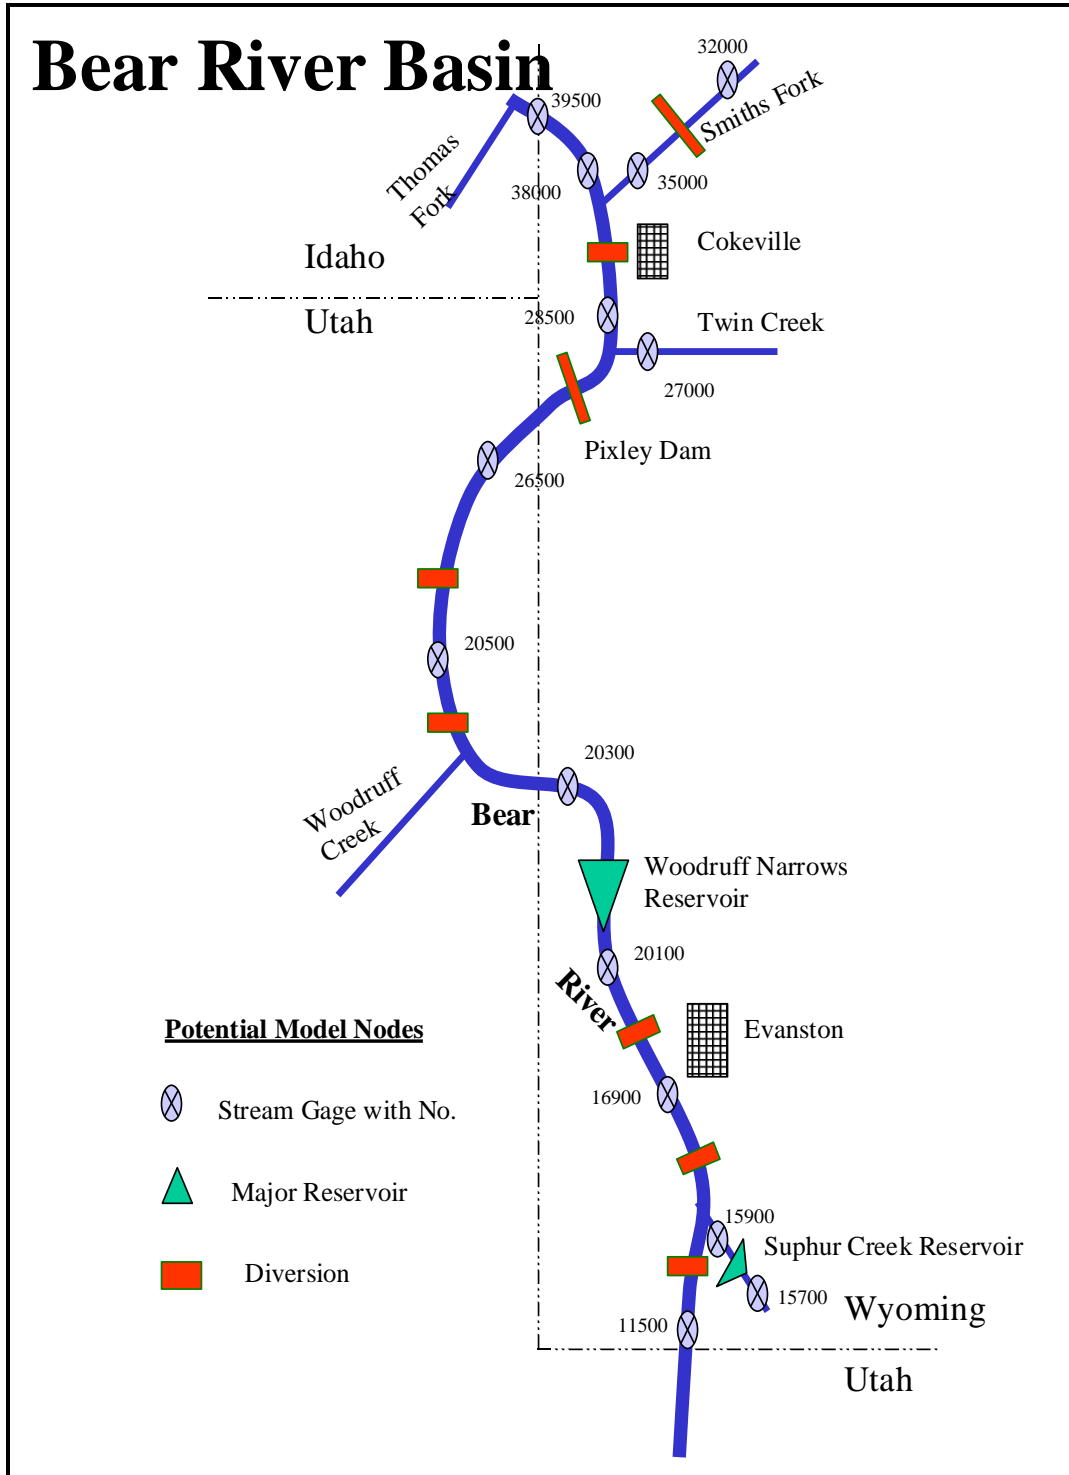 Bear River Basin
32000
39500
Smiths Fork
Thomas
Fork
38000
35000
Cokeville
Idaho
Utah
28500
Twin Creek
27000
Pixley Dam
26500
20500
20300
Woodruff
Creek
Bear
Woodruff Narrows
Reservoir
20100
River
Evanston
Potential Model Nodes
16900
Stream Gage with No.
Major Reservoir
15900
Suphur Creek Reservoir
Diversion
15700
Wyoming
11500
Utah